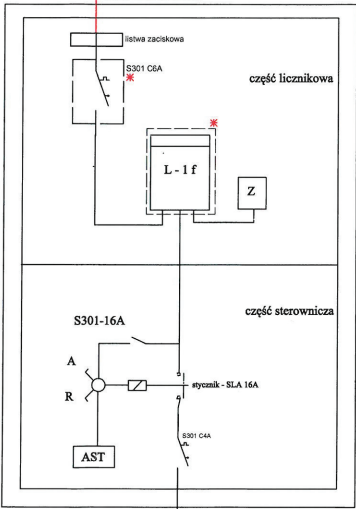 listwa zaciskowa
S301 C6A
część licznikowa
L - 1 f
Z
część sterownicza
S301-16A
A
R
stycznik - SLA 16A
S301 C4A
AST